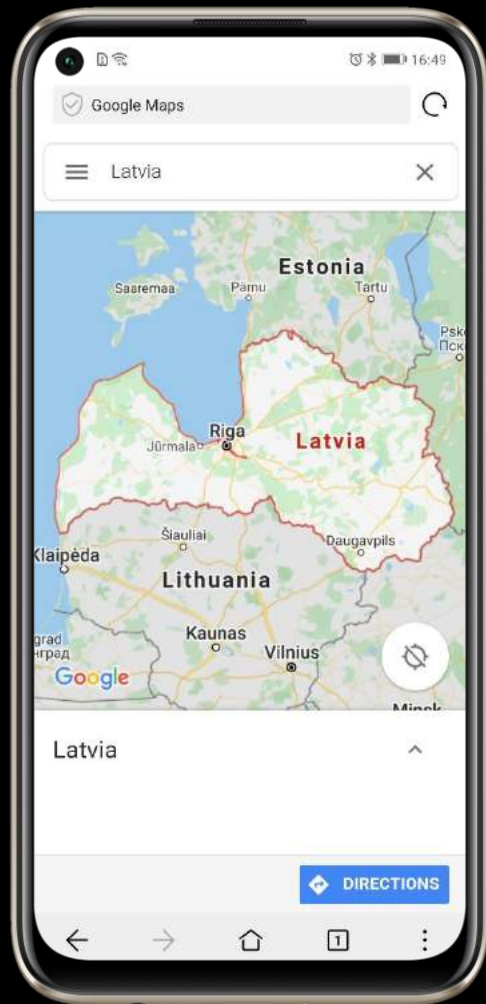 16:49
Google Maps
Latvia
Estonia
Saaremaa
Pärnu
Tartu
Psk
Пск
Riga
Jūrmala
Latvia
Šiauliai
Daugavpils
Klaipėda
Lithuania
Kaunas
grad
нград
Vilnius
Google
Minsk
Latvia
DIRECTIONS
1